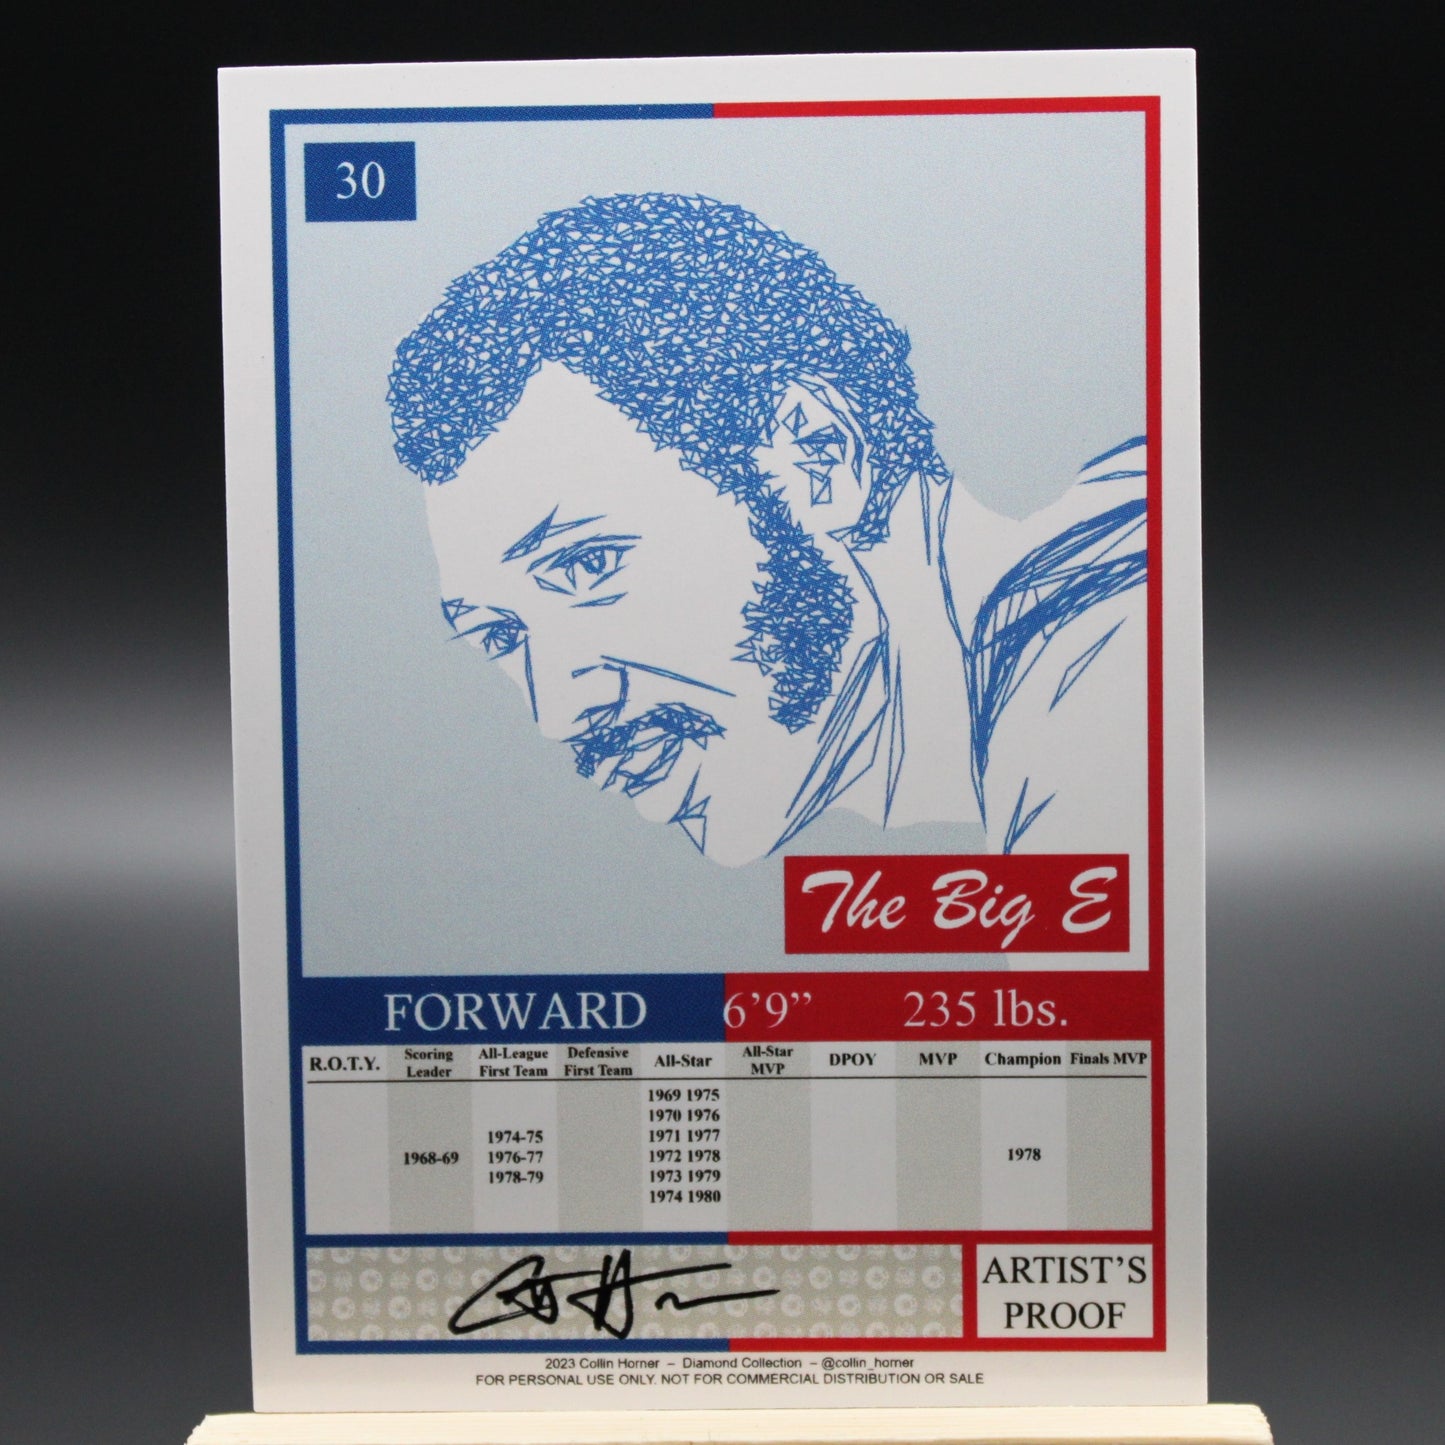 30
The Big E
FORWARD 6’9” 235 lbs.
R.O.T.Y. Scoring Leader All-League First Team Defensive First Team All-Star All-Star MVP DPOY MVP Champion Finals MVP
1969 1975
1970 1976
1974-75 1971 1977
1968-69 1976-77 1972 1978 1978
1978-79 1973 1979
1974 1980
ARTIST’S
PROOF
2023 Collin Horner – Diamond Collection – @collin_horner
FOR PERSONAL USE ONLY. NOT FOR COMMERCIAL DISTRIBUTION OR SALE